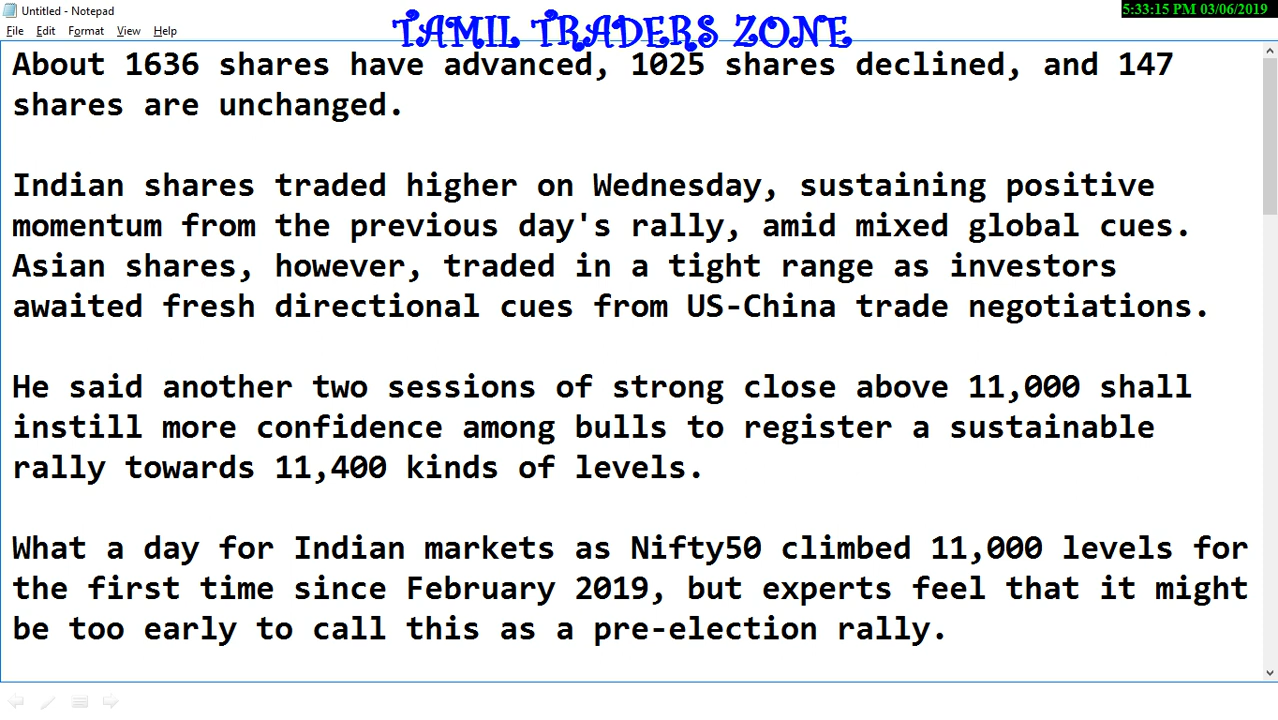 Untitled - Notepad
5:33:15 PM 03/06/2019
File Edit Format View Help
TAMIL TRADERS ZONE
About 1636 shares have advanced, 1025 shares declined, and 147
shares are unchanged.
Indian shares traded higher on Wednesday, sustaining positive
momentum from the previous day's rally, amid mixed global cues.
Asian shares, however, traded in a tight range as investors
awaited fresh directional cues from US-China trade negotiations.
He said another two sessions of strong close above 11,000 shall
instill more confidence among bulls to register a sustainable
rally towards 11,400 kinds of levels.
What a day for Indian markets as Nifty50 climbed 11,000 levels for
the first time since February 2019, but experts feel that it might
be too early to call this as a pre-election rally.